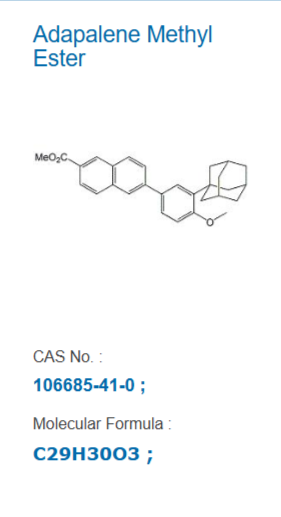 Adapalene Methyl
Ester
MeO₂C
O
CAS No. :
106685-41-0 ;
Molecular Formula :
C29H30O3 ;